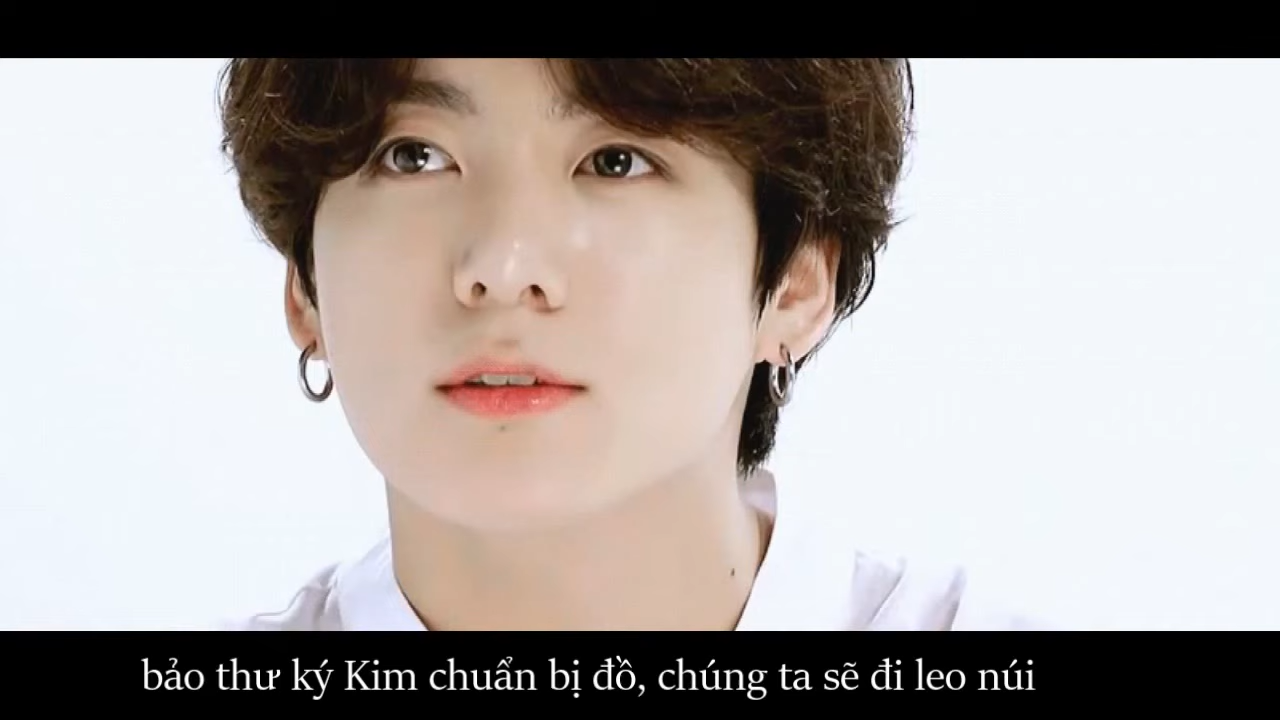 bảo thư ký Kim chuẩn bị đồ, chúng ta sẽ đi leo núi